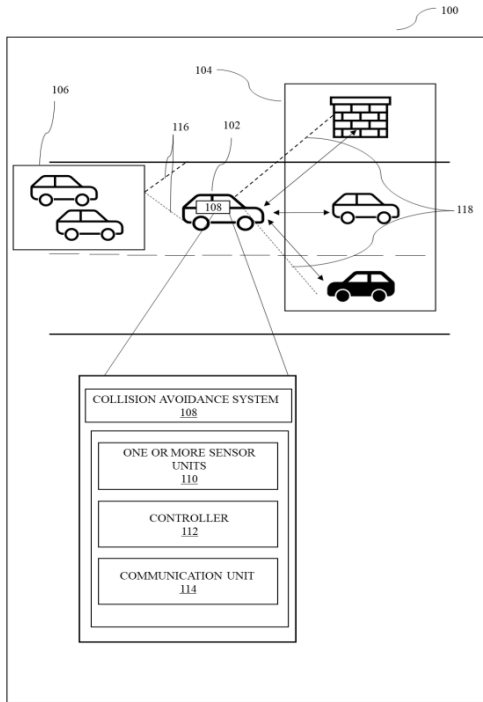 100
104
106
116
102
108
118
COLLISION AVOIDANCE SYSTEM
108
ONE OR MORE SENSOR
UNITS
110
CONTROLLER
112
COMMUNICATION UNIT
114